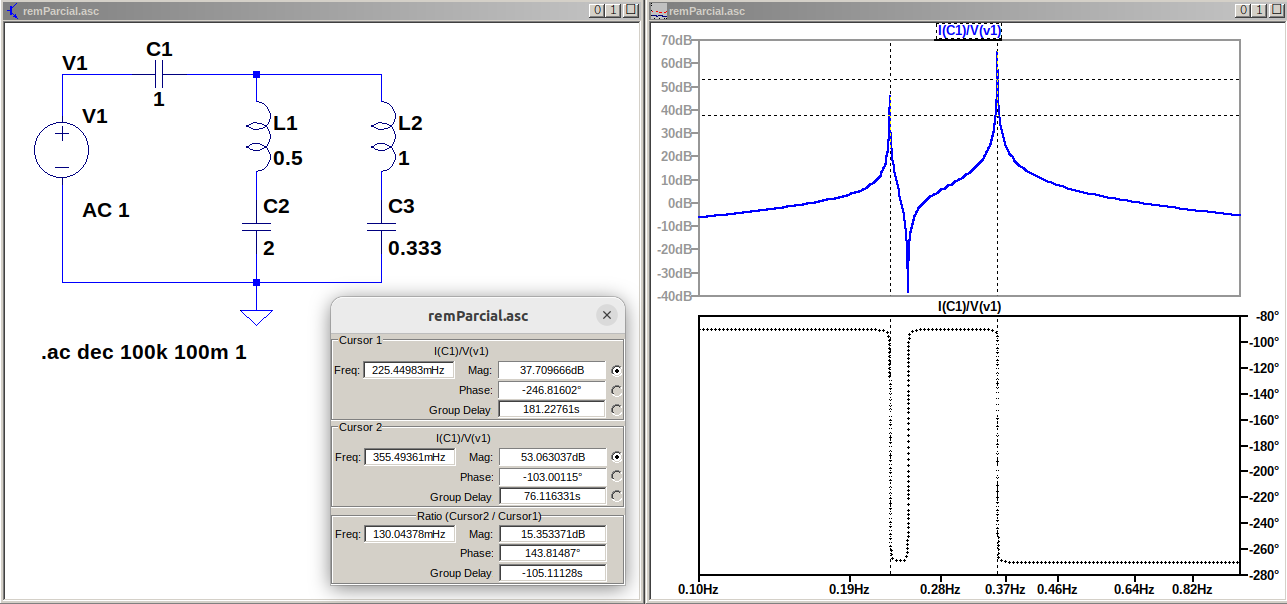 remParcial.asc
0 1
V1
C1
1
V1
AC 1
L1
0.5
L2
1
C2
2
C3
0.333
.ac dec 100k 100m 1
remParcial.asc
Cursor 1
I(C1)/V(v1)
Freq: 225.44983mHz Mag: 37.709666dB
Phase: -246.81602°
Group Delay 181.22761s
Cursor 2
I(C1)/V(v1)
Freq: 355.49361mHz Mag: 53.063037dB
Phase: -103.00115°
Group Delay 76.116331s
Ratio (Cursor2 / Cursor1)
Freq: 130.04378mHz Mag: 15.353371dB
Phase: 143.81487°
Group Delay -105.11128s
remParcial.asc
0 1
I(C1)/V(v1)
70dB
60dB
50dB
40dB
30dB
20dB
10dB
0dB
-10dB
-20dB
-30dB
-40dB
I(C1)/V(v1)
-80°
-100°
-120°
-140°
-160°
-180°
-200°
-220°
-240°
-260°
-280°
0.10Hz 0.19Hz 0.28Hz 0.37Hz 0.46Hz 0.64Hz 0.82Hz